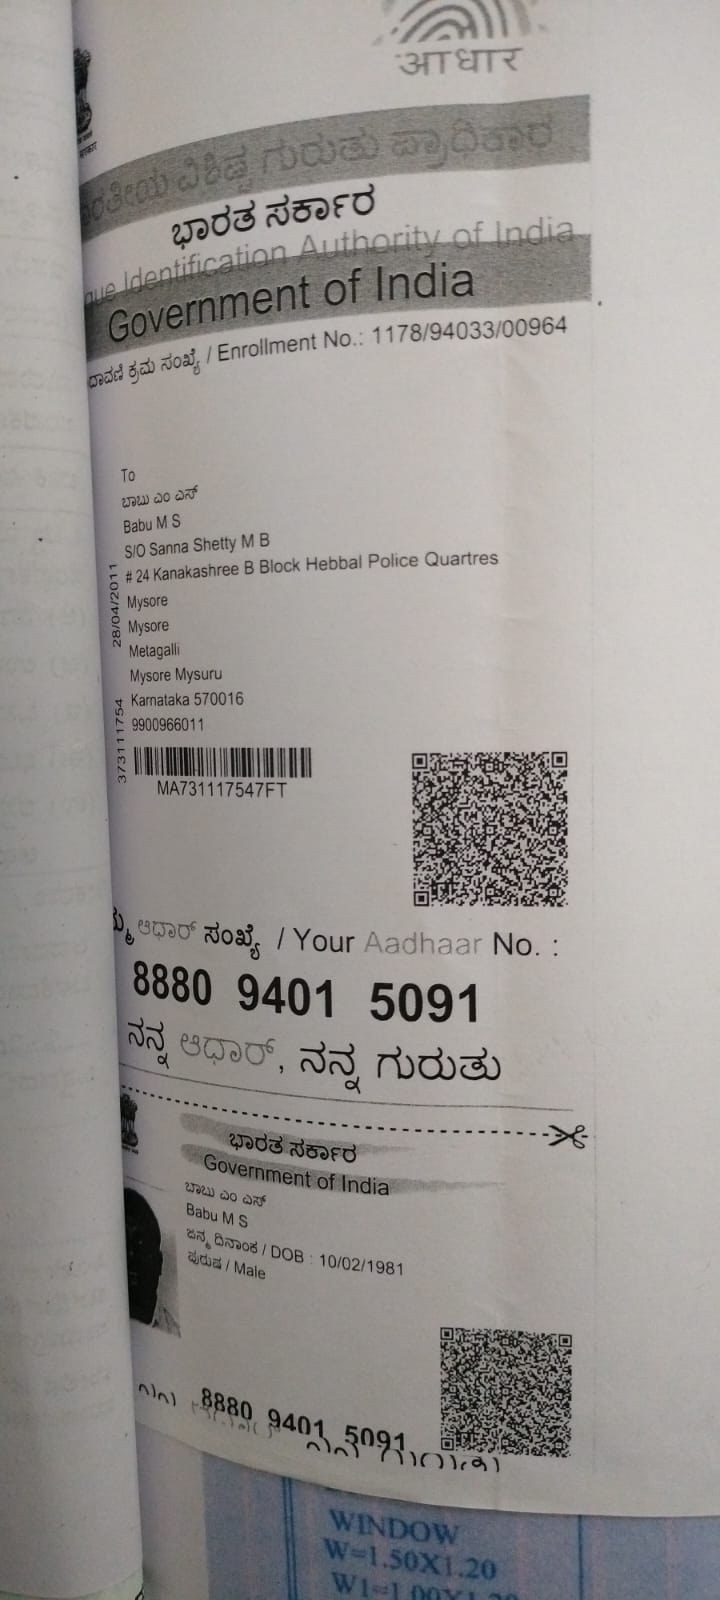 आधार
ಭಾರತೀಯ ವಿಶಿಷ್ಟ ಗುರುತು ಪ್ರಾಧಿಕಾರ
ಭಾರತ ಸರ್ಕಾರ
Identification Authority of India
Government of India
ಕ್ರಮ ಸಂಖ್ಯೆ / Enrollment No.: 1178/94033/00964
To
ಬಾಬು ಎಂ ಎಸ್
Babu M S
S/O Sanna Shetty M B
# 24 Kanakashree B Block Hebbal Police Quartres
Mysore
Mysore
Metagalli
Mysore Mysuru
Karnataka 570016
9900966011
28/04/2011
373111754
MA731117547FT
ಆಧಾರ್ ಸಂಖ್ಯೆ / Your Aadhaar No. :
8880 9401 5091
ನನ್ನ ಆಧಾರ್, ನನ್ನ ಗುರುತು
ಭಾರತ ಸರ್ಕಾರ
Government of India
ಬಾಬು ಎಂ ಎಸ್
Babu M S
ಜನ್ಮ ದಿನಾಂಕ / DOB : 10/02/1981
ಪುರುಷ / Male
8880 9401 5091
WINDOW
W=1.50X1.20